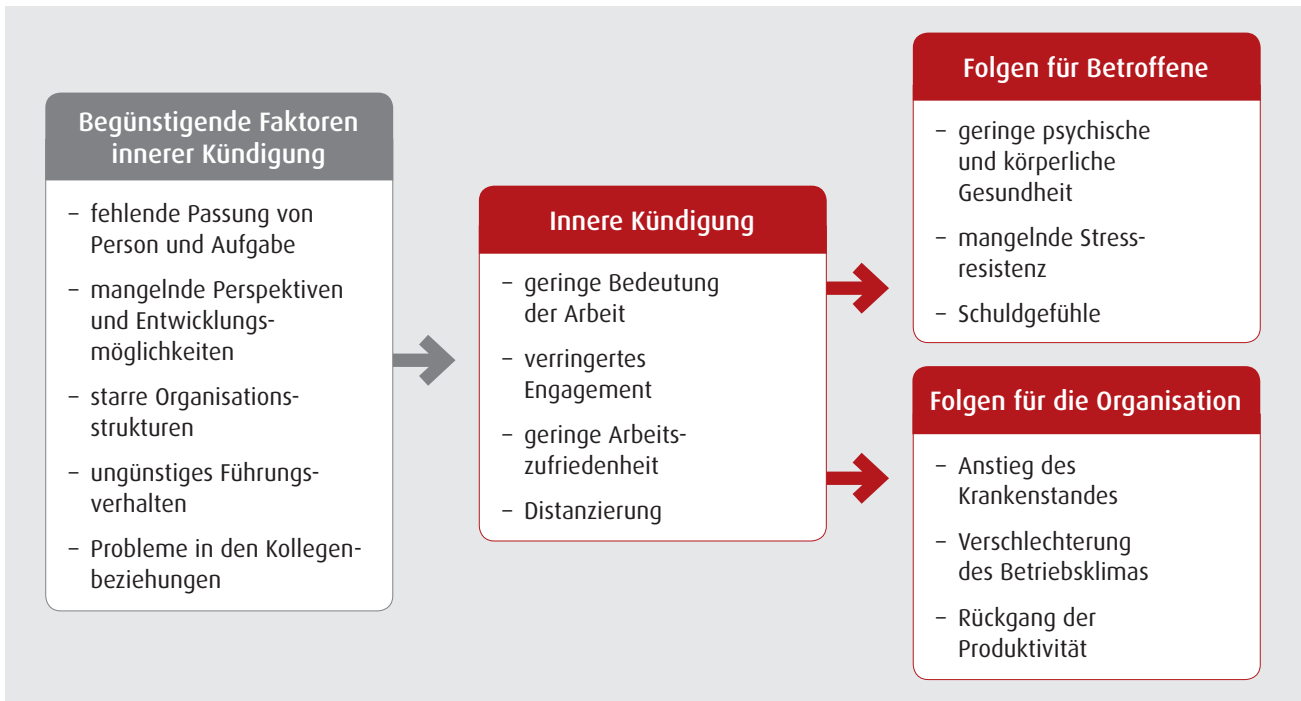 Begünstigende Faktoren
innerer Kündigung
– fehlende Passung von
Person und Aufgabe
– mangelnde Perspektiven
und Entwicklungs-
möglichkeiten
– starre Organisations-
strukturen
– ungünstiges Führungs-
verhalten
– Probleme in den Kollegen-
beziehungen
Innere Kündigung
– geringe Bedeutung
der Arbeit
– verringertes
Engagement
– geringe Arbeits-
zufriedenheit
– Distanzierung
Folgen für Betroffene
– geringe psychische
und körperliche
Gesundheit
– mangelnde Stress-
resistenz
– Schuldgefühle
Folgen für die Organisation
– Anstieg des
Krankenstandes
– Verschlechterung
des Betriebsklimas
– Rückgang der
Produktivität